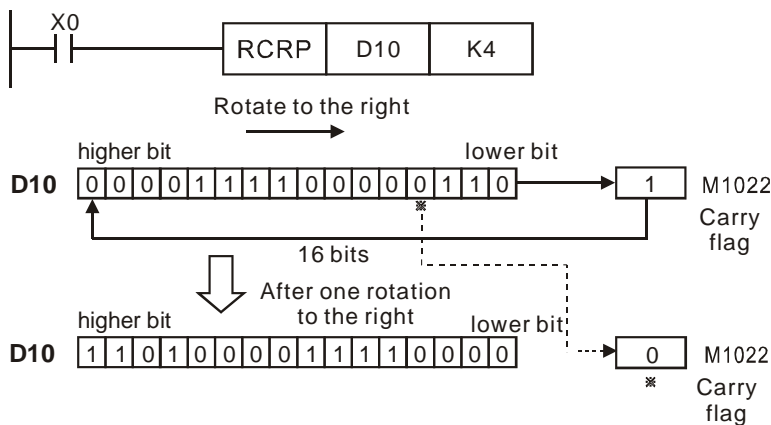 X0
RCRP D10 K4
Rotate to the right
higher bit lower bit
D10 0 0 0 0 1 1 1 1 0 0 0 0 0 1 1 0 1 M1022
※ Carry
flag
16 bits
After one rotation
to the right
higher bit lower bit
D10 1 1 0 1 0 0 0 0 1 1 1 1 0 0 0 0 0 M1022
※ Carry
flag